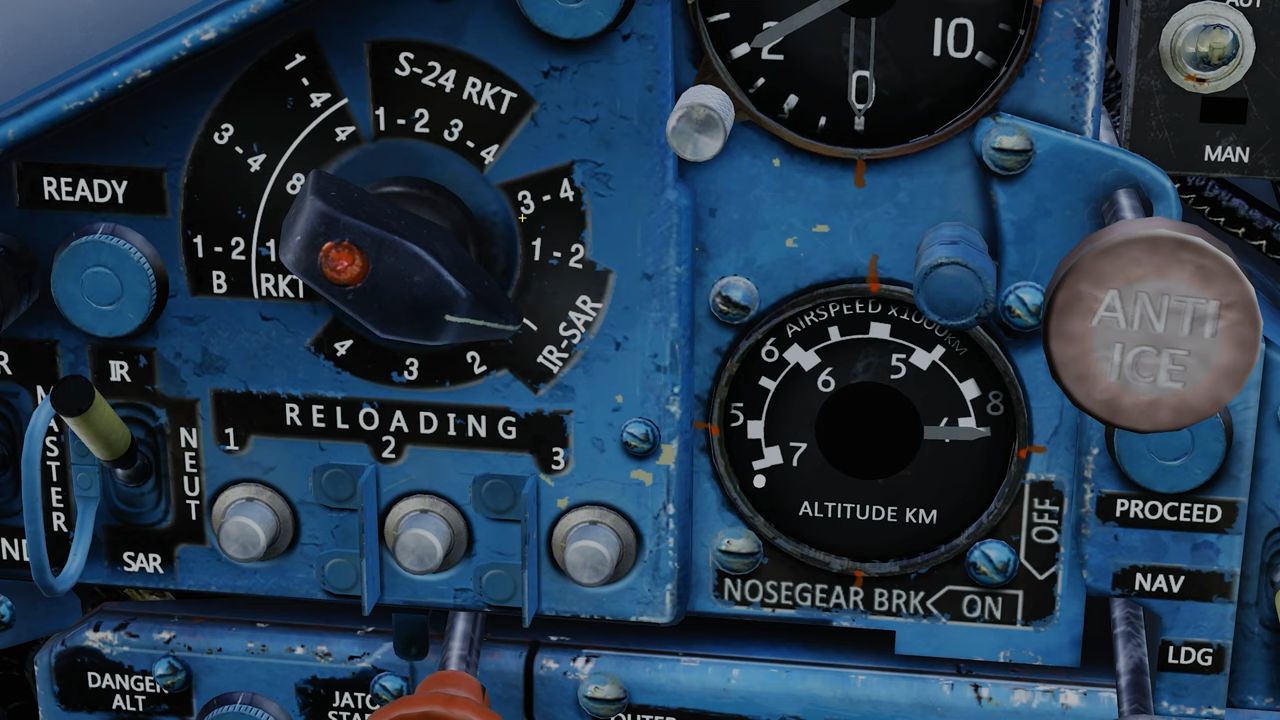 AUT
MAN
S-24 RKT
1-2 3-4
1-4
3-4
1-2
B
4
8
RKT
3-4
1-2
IR-SAR
1
2
3
4
READY
2
0
10
AIRSPEED X1000KM
6
5
6
5
8
7
ALTITUDE KM
ANTI
ICE
IR
MASTER
NEUT
SAR
RELOADING
1
2
3
PROCEED
OFF
NAV
NOSEGEAR BRK
ON
LDG
DANGER
ALT
JATO